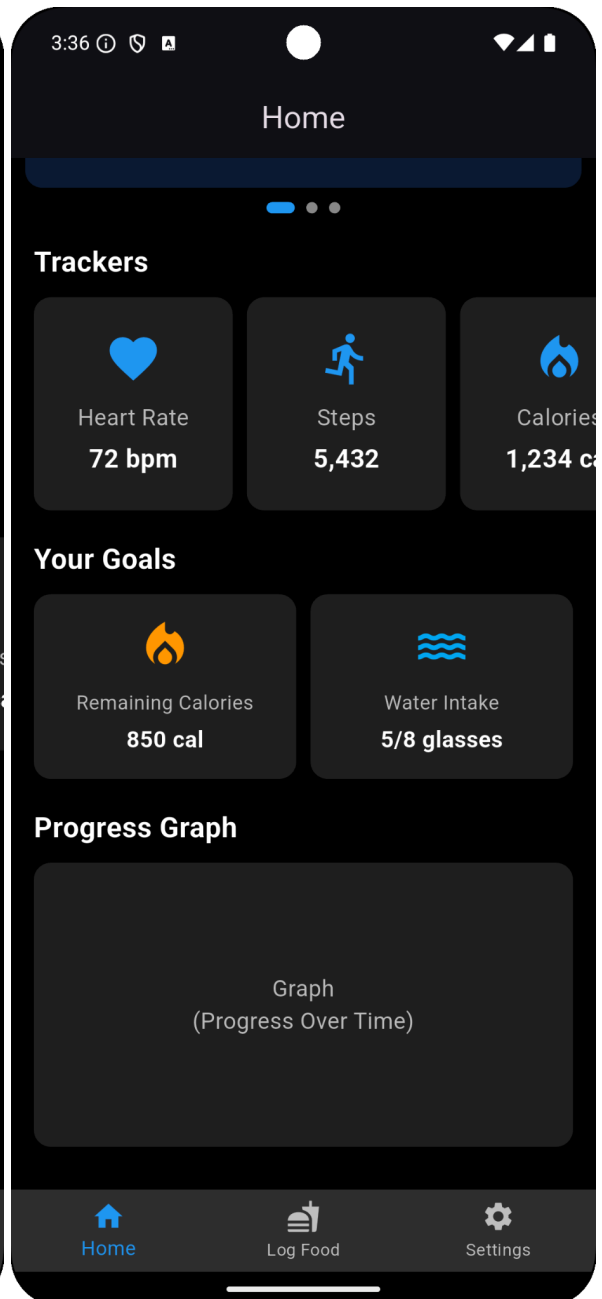 3:36
Home
Trackers
Heart Rate
72 bpm
Steps
5,432
Calories
1,234
Your Goals
Remaining Calories
850 cal
Water Intake
5/8 glasses
Progress Graph
Graph
(Progress Over Time)
Home
Log Food
Settings